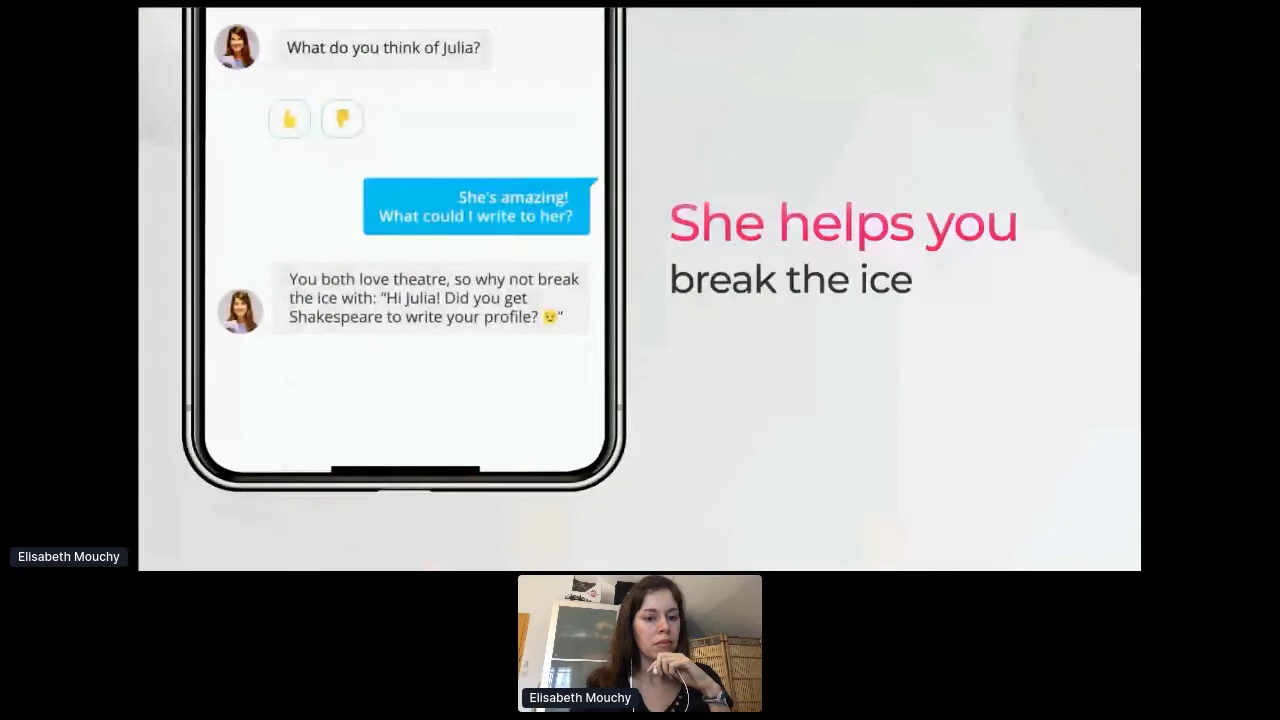 What do you think of Julia?
👍 👎
She's amazing!
What could I write to her?
You both love theatre, so why not break
the ice with: “Hi Julia! Did you get
Shakespeare to write your profile? 😉“
She helps you
break the ice
Elisabeth Mouchy
Elisabeth Mouchy